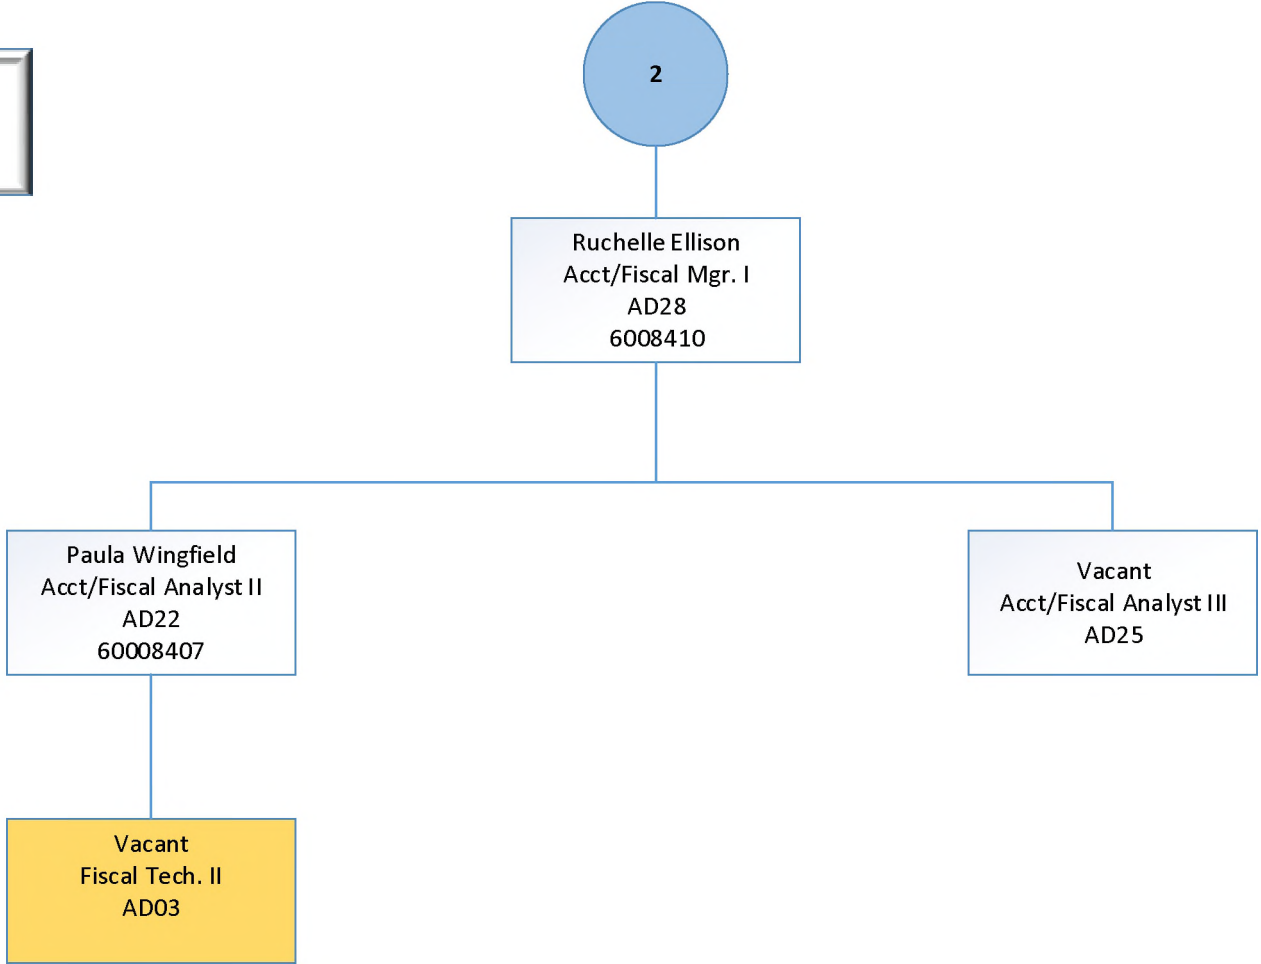 2
Ruchelle Ellison
Acct/Fiscal Mgr. I
AD28
6008410
Paula Wingfield
Acct/Fiscal Analyst II
AD22
60008407
Vacant
Acct/Fiscal Analyst III
AD25
Vacant
Fiscal Tech. II
AD03